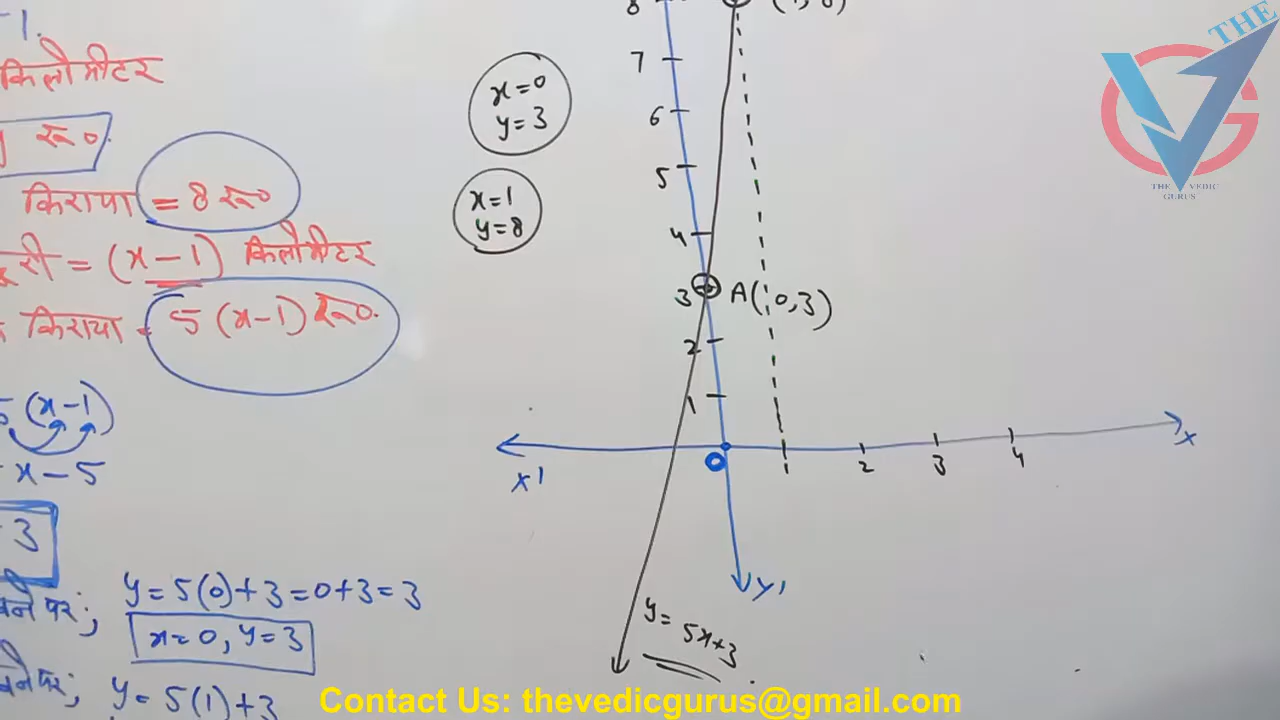 किलोमीटर
रू०.
किराया = 8 रू०
= (x-1) किलोमीटर
किराया = 5(x-1) रू०.
(x-1)
x-5
3
y = 5(0)+3 = 0+3 = 3
x=0, y=3
y = 5(1)+3
x=0
y=3
x=1
y=8
8
7
6
5
4
3
2
1
A(0,3)
O
1
2
3
4
X
X'
Y'
y = 5x+3
THE
VG
THE VEDIC
GURUS
Contact Us: thevedicgurus@gmail.com